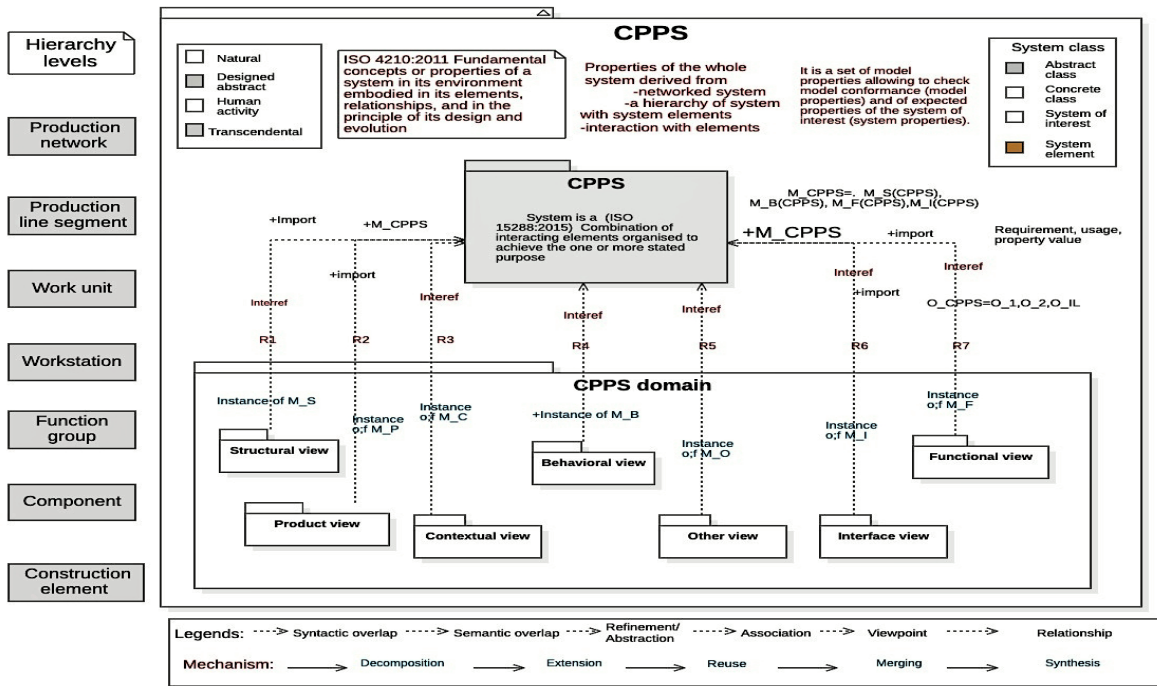 CPPS
Hierarchy
levels
Production
network
Production
line segment
Work unit
Workstation
Function
group
Component
Construction
element
Natural
Designed
abstract
Human
activity
Transcendental
ISO 4210:2011 Fundamental
concepts or properties of a
system in its environment
embodied in its elements,
relationships, and in the
principle of its design and
evolution
Properties of the whole
system derived from
-networked system
-a hierarchy of system
with system elements
-interaction with elements
It is a set of model
properties allowing to check
model conformance (model
properties) and of expected
properties of the system of
interest (system properties).
System class
Abstract
class
Concrete
class
System of
interest
System
element
CPPS
System is a (ISO
15288:2015) Combination of
interacting elements organised to
achieve the one or more stated
purpose
M_CPPS=. M_S(CPPS),
M_B(CPPS), M_F(CPPS),M_I(CPPS)
+Import
+M_CPPS
+M_CPPS
+import
Requirement, usage,
property value
+import
Interef
Interef
+import
Interref
Interef
Interef
Interef
O_CPPS=O_1,O_2,O_IL
R1
R2
R3
R4
R5
R6
R7
CPPS domain
Instance of M_S
Instance
o;f M_P
Instance
o;f M_C
+Instance of M_B
Instance
o;f M_O
Instance
o;f M_I
Instance
o;f M_F
Structural view
Behavioral view
Functional view
Product view
Contextual view
Other view
Interface view
Legends:
Syntactic overlap
Semantic overlap
Refinement/
Abstraction
Association
Viewpoint
Relationship
Mechanism:
Decomposition
Extension
Reuse
Merging
Synthesis